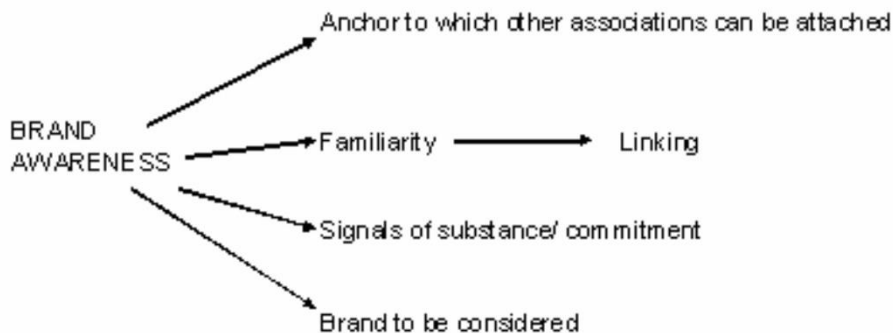 Anchor to which other associations can be attached
BRAND
AWARENESS
Familiarity
Linking
Signals of substance/ commitment
Brand to be considered